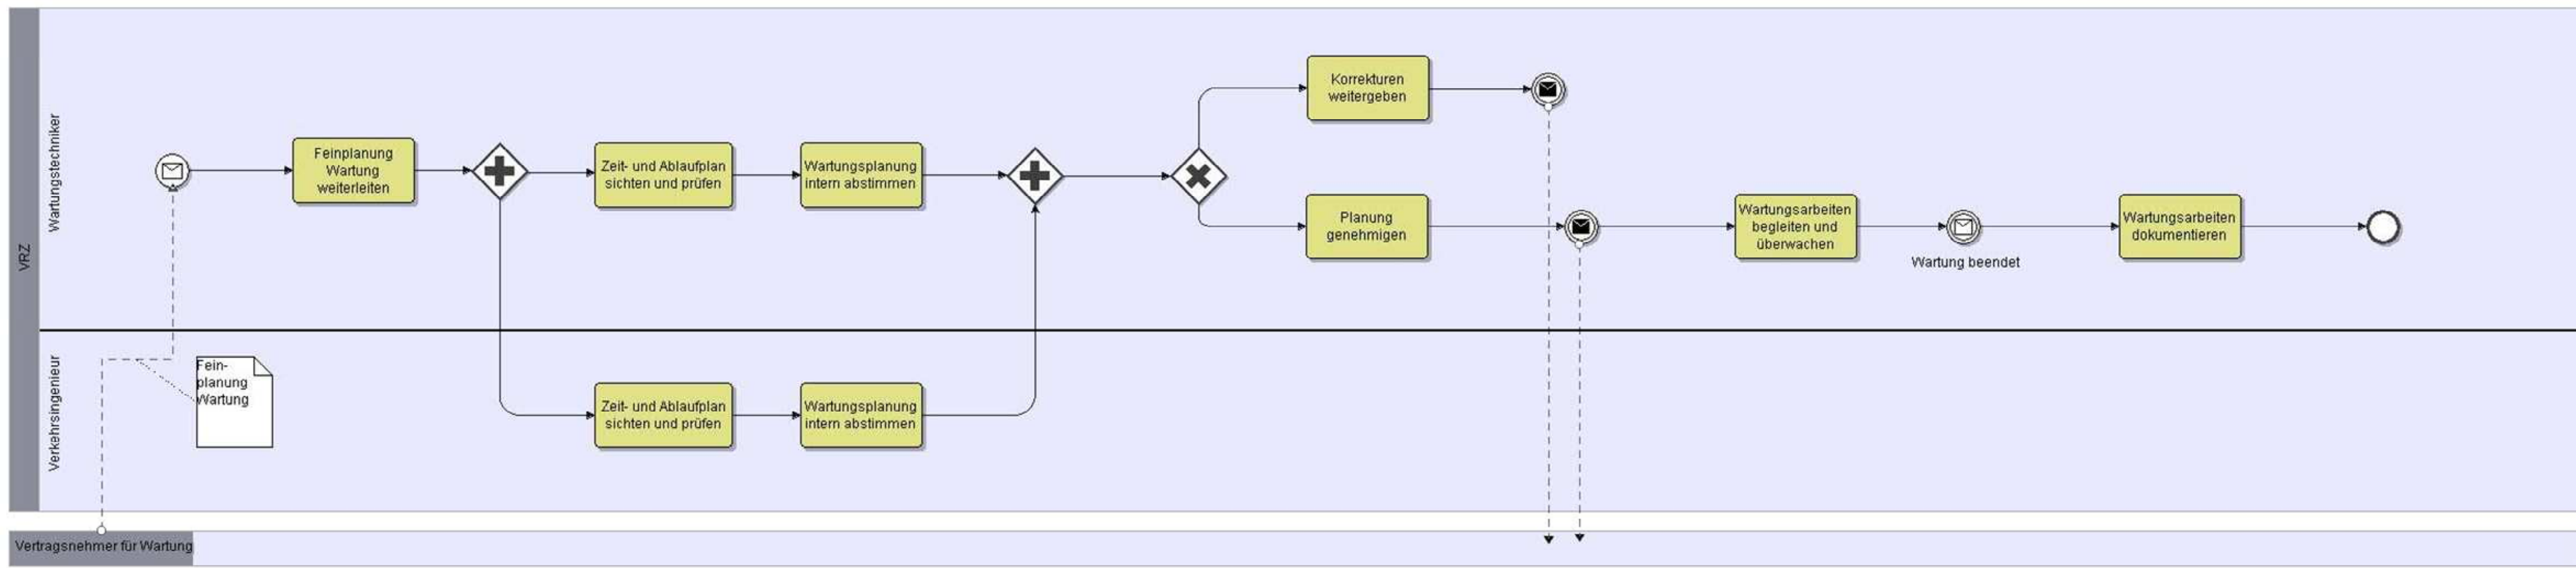 VRZ
Wartungstechniker
Feinplanung
Wartung
weiterleiten
Zeit- und Ablaufplan
sichten und prüfen
Wartungsplanung
intern abstimmen
Korrekturen
weitergeben
Planung
genehmigen
Wartungsarbeiten
begleiten und
überwachen
Wartung beendet
Wartungsarbeiten
dokumentieren
Verkehrsingenieur
Fein-
planung
Wartung
Zeit- und Ablaufplan
sichten und prüfen
Wartungsplanung
intern abstimmen
Vertragsnehmer für Wartung